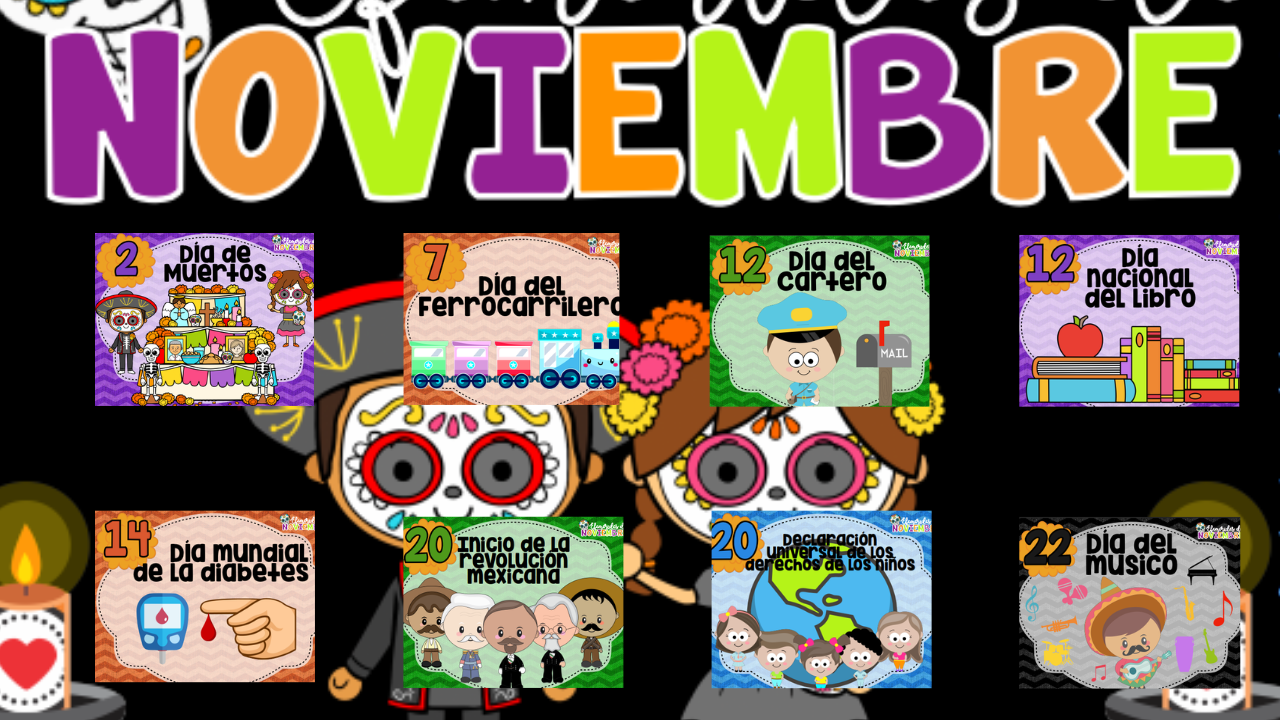 NOVIEMBRE
2
Día de
Muertos
7
Día del
Ferrocarrilero
12
Día del
cartero
MAIL
12
Día
nacional
del libro
14
Día mundial
de la diabetes
20
Inicio de la
revolución
mexicana
20
Declaración
universal de los
derechos de los niños
22
Día del
músico